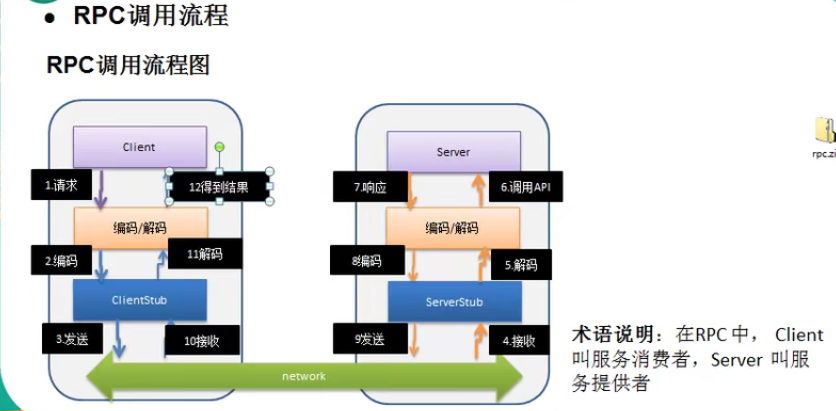 ● RPC调用流程
RPC调用流程图
Client
Server
1.请求
12得到结果
7.响应
6.调用API
编码/解码
编码/解码
2.编码
11解码
8编码
5.解码
ClientStub
ServerStub
3.发送
10接收
9发送
4.接收
network
术语说明：在RPC中， Client
叫服务消费者，Server 叫服
务提供者